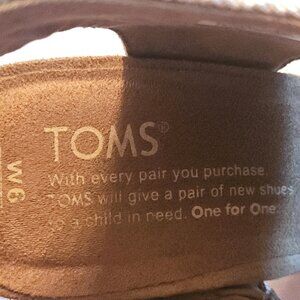 TOMS®
With every pair you purchase,
TOMS will give a pair of new shoes
to a child in need. One for One.
W6